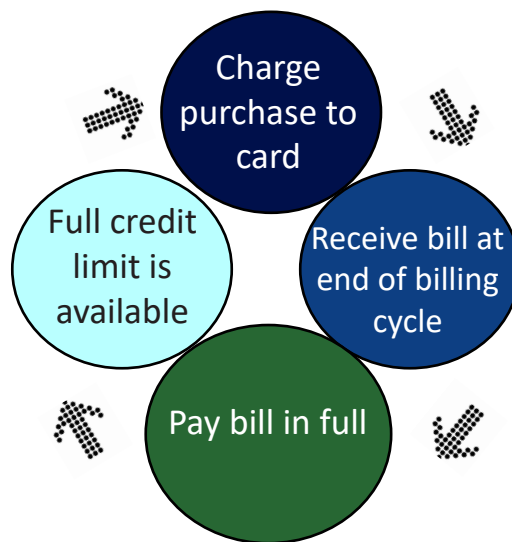 Charge
purchase to
card
Receive bill at
end of billing
cycle
Pay bill in full
Full credit
limit is
available